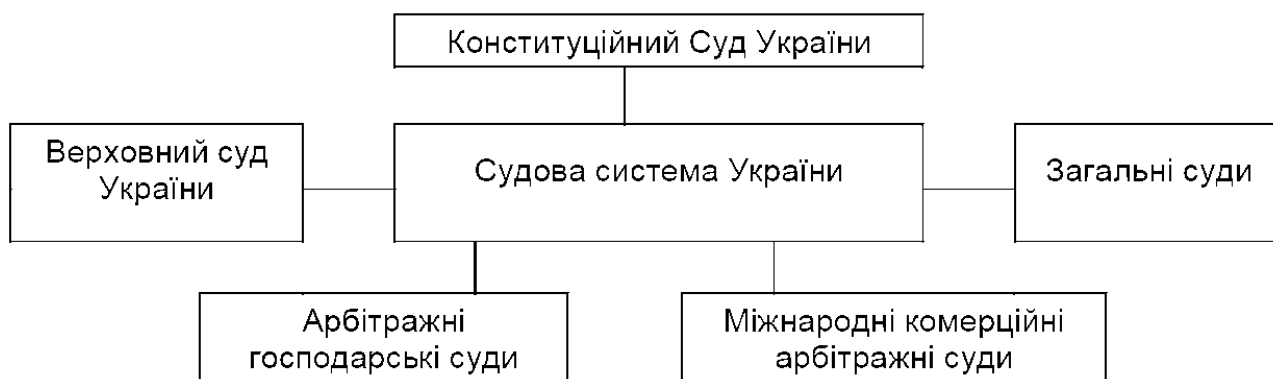 Конституційний Суд України
Верховний суд
України
Судова система України
Загальні суди
Арбітражні
господарські суди
Міжнародні комерційні
арбітражні суди